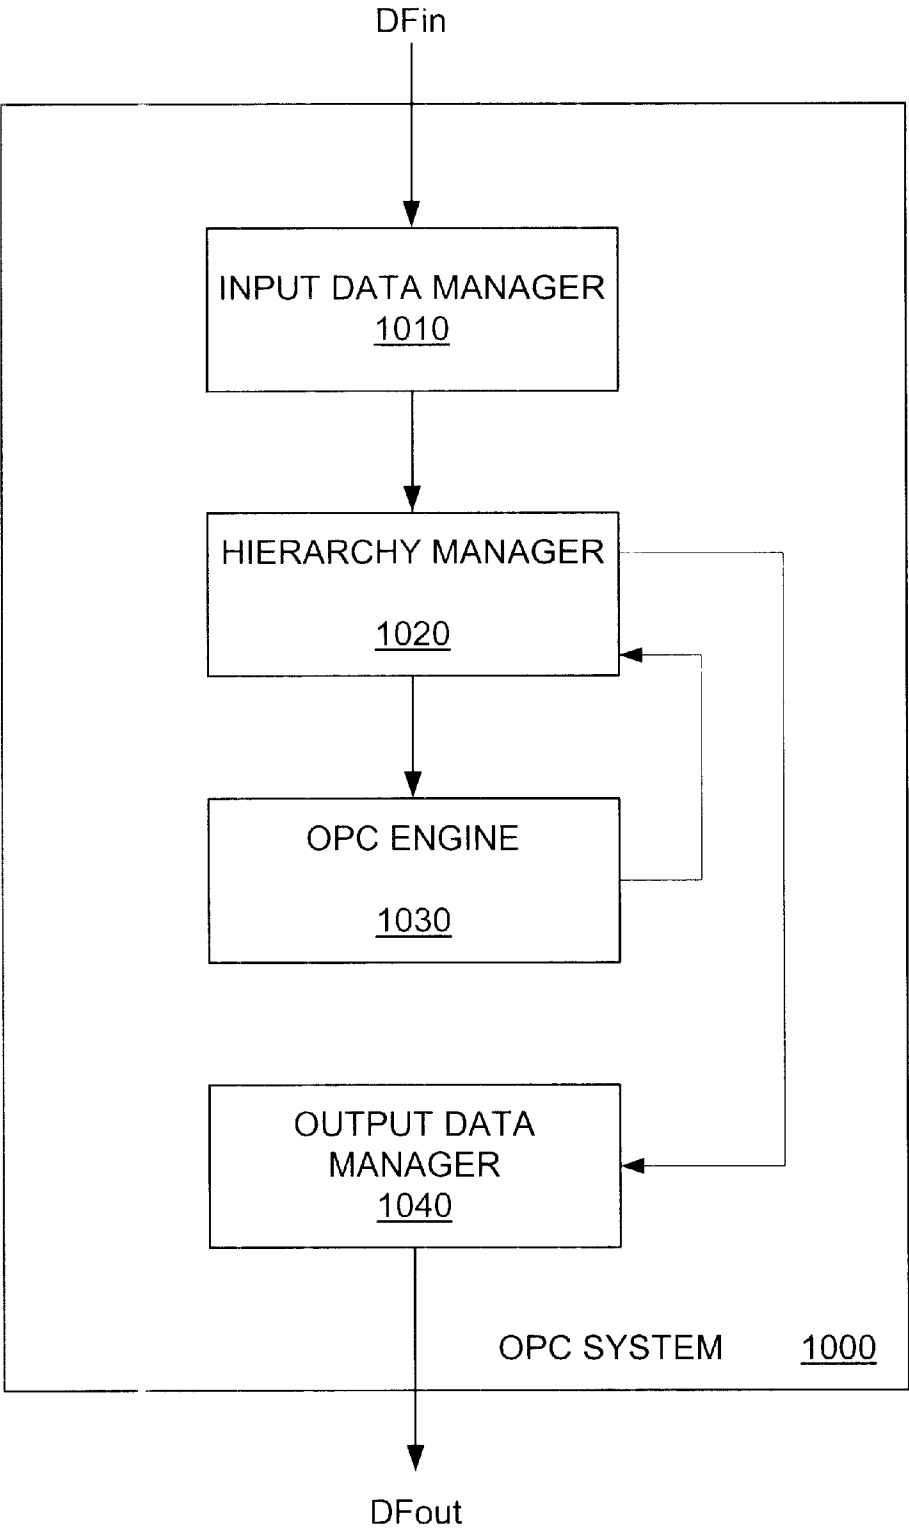 DFin
INPUT DATA MANAGER
1010
HIERARCHY MANAGER
1020
OPC ENGINE
1030
OUTPUT DATA
MANAGER
1040
OPC SYSTEM 1000
DFout